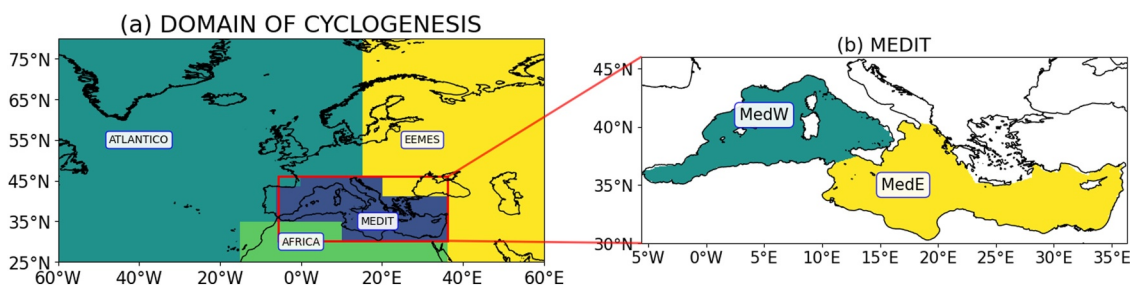 (a) DOMAIN OF CYCLOGENESIS
75°N
65°N
55°N
45°N
35°N
25°N
60°W
40°W
20°W
0°W
20°E
40°E
60°E
ATLANTICO
EEMES
MEDIT
AFRICA
(b) MEDIT
45°N
40°N
35°N
30°N
5°W
0°W
5°E
10°E
15°E
20°E
25°E
30°E
35°E
MedW
MedE